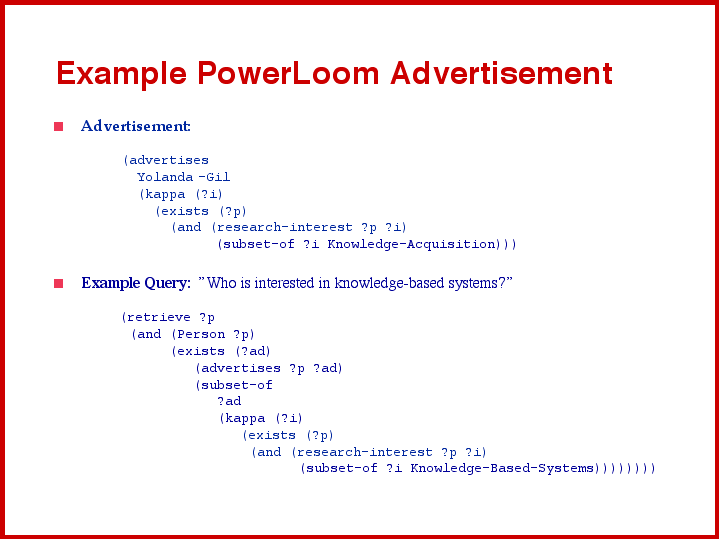 Example PowerLoom Advertisement
Advertisement:
(advertises
Yolanda -Gil
(kappa (?i)
(exists (?p)
(and (research-interest ?p ?i)
(subset-of ?i Knowledge-Acquisition)))
Example Query: ”Who is interested in knowledge-based systems?”
(retrieve ?p
(and (Person ?p)
(exists (?ad)
(advertises ?p ?ad)
(subset-of
?ad
(kappa (?i)
(exists (?p)
(and (research-interest ?p ?i)
(subset-of ?i Knowledge-Based-Systems))))))))